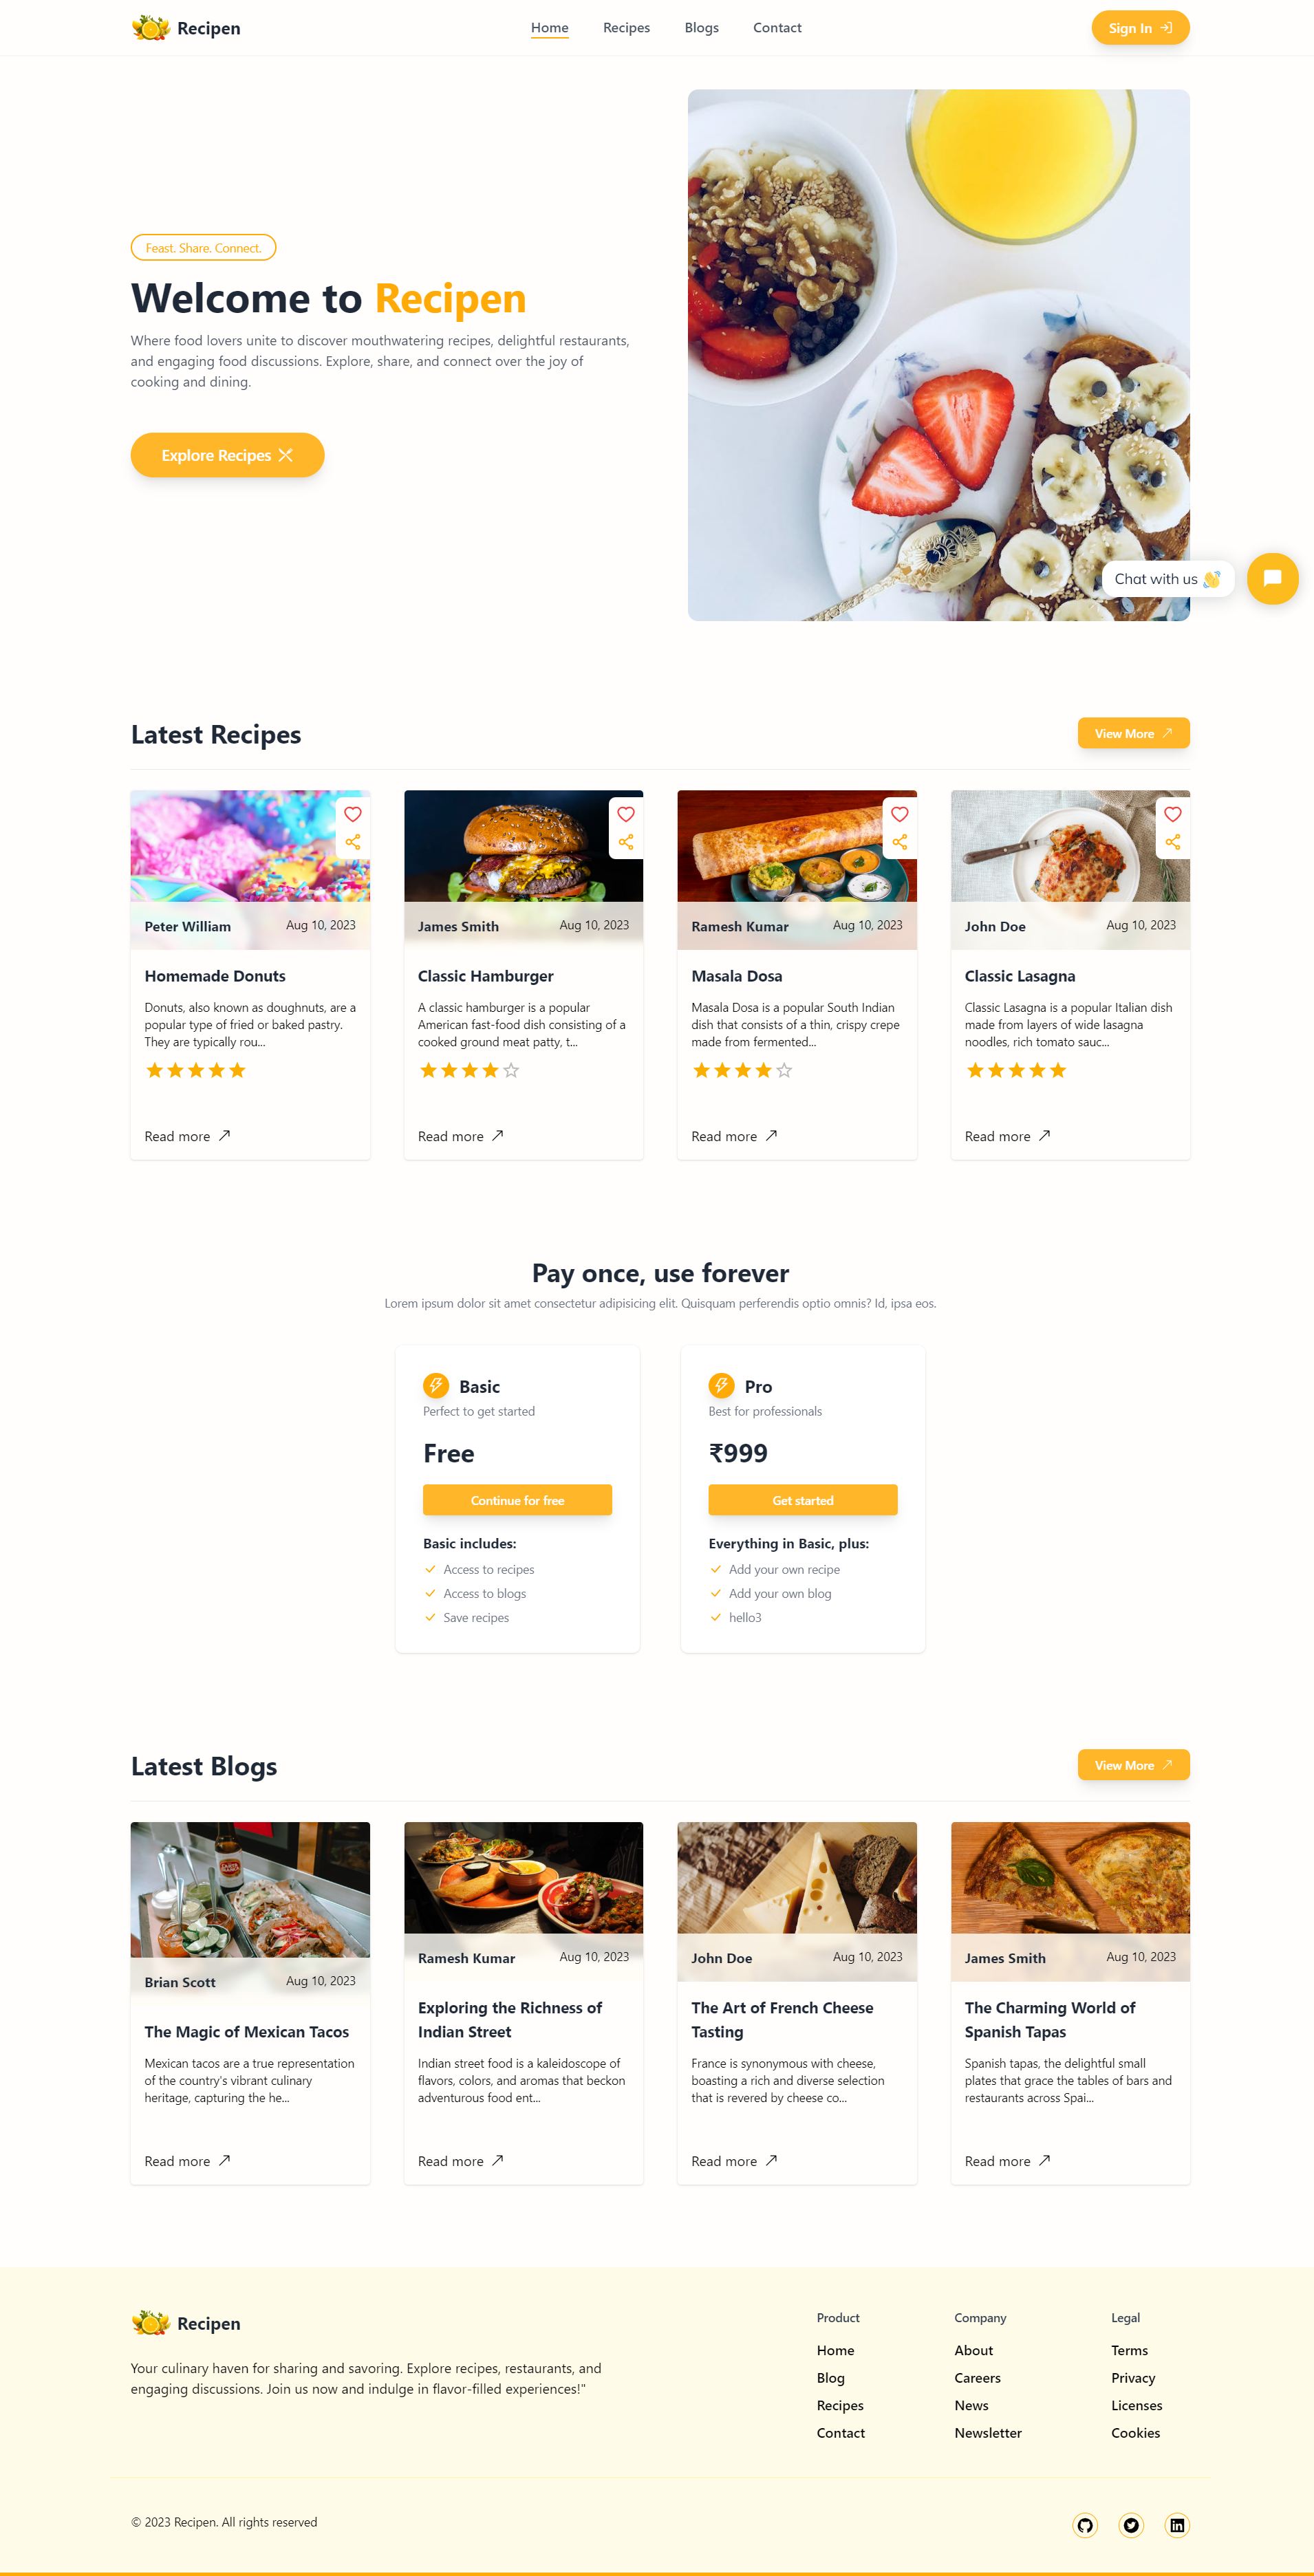 Recipen
Home
Recipes
Blogs
Contact
Sign In
Feast. Share. Connect.
Welcome to Recipen
Where food lovers unite to discover mouthwatering recipes, delightful restaurants,
and engaging food discussions. Explore, share, and connect over the joy of
cooking and dining.
Explore Recipes
Chat with us 👋
Latest Recipes
View More
Peter William
Aug 10, 2023
Homemade Donuts
Donuts, also known as doughnuts, are a
popular type of fried or baked pastry.
They are typically rou...
Read more
James Smith
Aug 10, 2023
Classic Hamburger
A classic hamburger is a popular
American fast-food dish consisting of a
cooked ground meat patty, t...
Read more
Ramesh Kumar
Aug 10, 2023
Masala Dosa
Masala Dosa is a popular South Indian
dish that consists of a thin, crispy crepe
made from fermented...
Read more
John Doe
Aug 10, 2023
Classic Lasagna
Classic Lasagna is a popular Italian dish
made from layers of wide lasagna
noodles, rich tomato sauc...
Read more
Pay once, use forever
Lorem ipsum dolor sit amet consectetur adipisicing elit. Quisquam perferendis optio omnis? Id, ipsa eos.
Basic
Perfect to get started
Free
Continue for free
Basic includes:
Access to recipes
Access to blogs
Save recipes
Pro
Best for professionals
₹999
Get started
Everything in Basic, plus:
Add your own recipe
Add your own blog
hello3
Latest Blogs
View More
Brian Scott
Aug 10, 2023
The Magic of Mexican Tacos
Mexican tacos are a true representation
of the country's vibrant culinary
heritage, capturing the he...
Read more
Ramesh Kumar
Aug 10, 2023
Exploring the Richness of
Indian Street
Indian street food is a kaleidoscope of
flavors, colors, and aromas that beckon
adventurous food ent...
Read more
John Doe
Aug 10, 2023
The Art of French Cheese
Tasting
France is synonymous with cheese,
boasting a rich and diverse selection
that is revered by cheese co...
Read more
James Smith
Aug 10, 2023
The Charming World of
Spanish Tapas
Spanish tapas, the delightful small
plates that grace the tables of bars and
restaurants across Spai...
Read more
Recipen
Your culinary haven for sharing and savoring. Explore recipes, restaurants, and
engaging discussions. Join us now and indulge in flavor-filled experiences!"
Product
Home
Blog
Recipes
Contact
Company
About
Careers
News
Newsletter
Legal
Terms
Privacy
Licenses
Cookies
© 2023 Recipen. All rights reserved